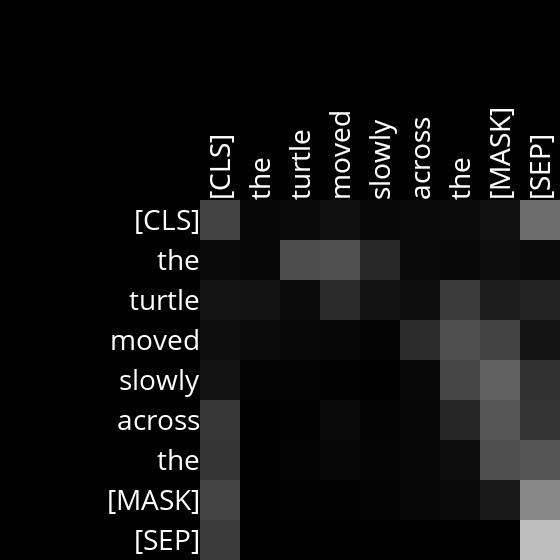 [CLS] the turtle moved slowly across the [MASK] [SEP]
[CLS]
the
turtle
moved
slowly
across
the
[MASK]
[SEP]